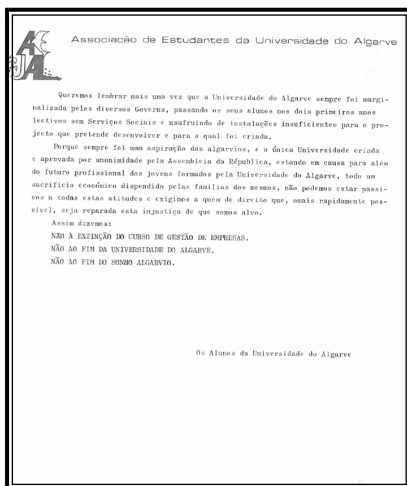 Associação de Estudantes da Universidade do Algarve
Queremos lembrar mais uma vez que a Universidade do Algarve sempre foi margi-
nalizada pelos diversos Governs, passando os seus alunos nos dois primeiros anos
lectivos sem Serviços Sociais e usufruindo de instalações insuficientes para o pro-
jecto que pretende desenvolver e para a qual foi criada.
Porque sempre foi uma aspiração dos algarvios, e a única Universidade criada
e aprovada por unanimidade pela Assembleia da República, estando em causa para alem
do futuro profissional dos jovens formados pela Universidade do Algarve, todo um
sacrificio económico dispendido pelas familias dos mesmos, não podemos estar passi-
vos a todas estas atitudes e exigimos a quem de direito que, omais rapidamente pos-
sivel, seja reparada esta injustiça de que somos alvo.
Assim dizemos:
NÃO À EXTINÇÃO DO CURSO DE GESTÃO DE EMPRESAS.
NÃO AO FIM DA UNIVERSIDADE DO ALGARVE.
NÃO AO FIM DO SONHO ALGARVIO.
Os Alunos da Universidade do Algarve